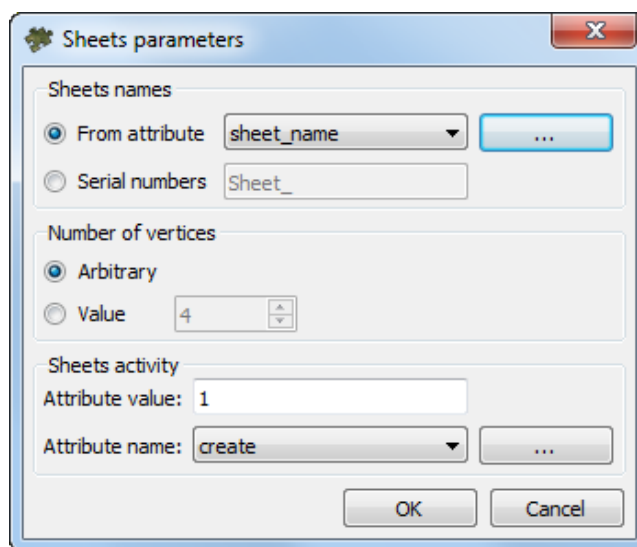 Sheets parameters
Sheets names
From attribute sheet_name ...
Serial numbers Sheet_
Number of vertices
Arbitrary
Value 4
Sheets activity
Attribute value: 1
Attribute name: create ...
OK Cancel